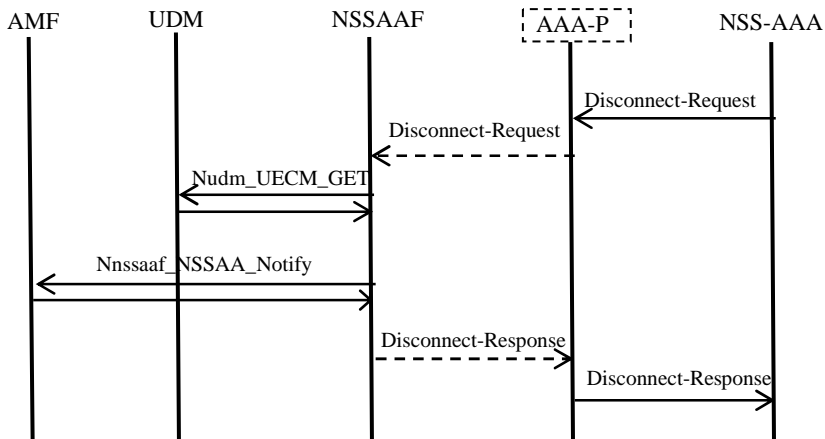 AMF UDM NSSAAF AAA-P NSS-AAA
Disconnect-Request
Disconnect-Request
Nudm_UECM_GET
Nnssaaf_NSSAA_Notify
Disconnect-Response
Disconnect-Response